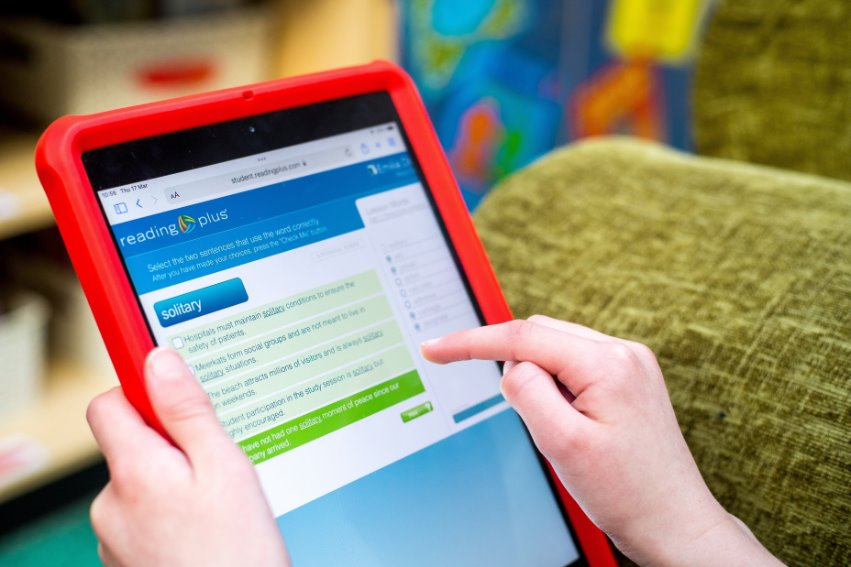 10:56 Thu 17 Mar
AA student.readingplus.com
reading plus
Select the two sentences that use the word correctly.
After you have made your choices, press the "Check Me" button.
Lesson Words
solitary
Hospitals must maintain solitary conditions to ensure the
safety of patients.
Meerkats form social groups and are not meant to live in
solitary situations.
The beach attracts millions of visitors and is always solitary
on weekends.
student participation in the study session is solitary but
highly encouraged.
have not had one solitary moment of peace since our
arrived.